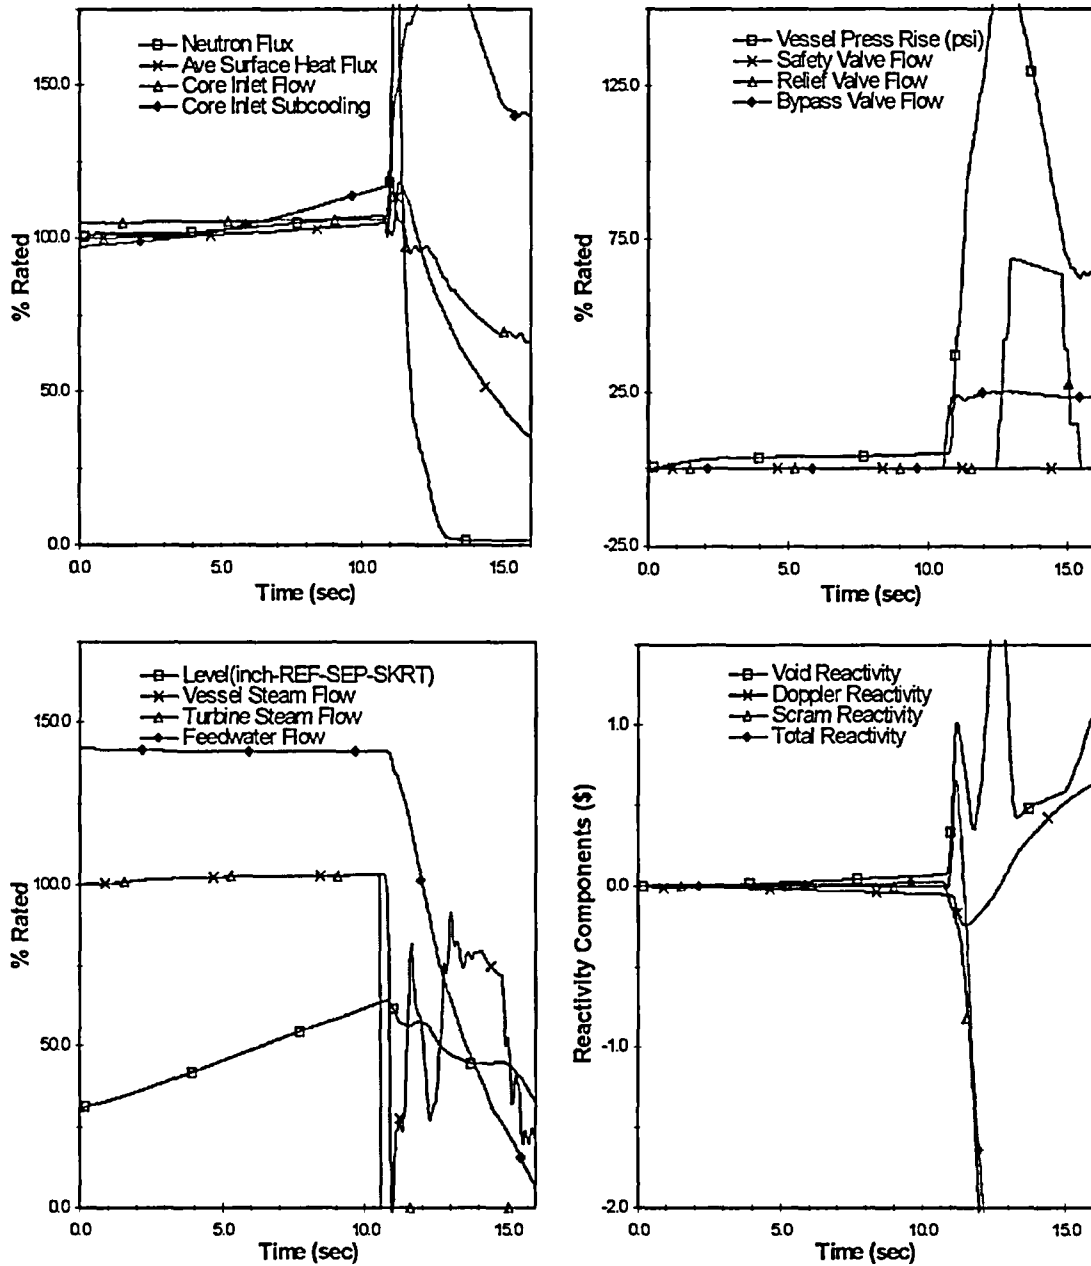 Neutron Flux
Ave Surface Heat Flux
Core Inlet Flow
Core Inlet Subcooling
150.0
100.0
50.0
0.0
% Rated
0.0
5.0
10.0
15.0
Time (sec)
Vessel Press Rise (psi)
Safety Valve Flow
Relief Valve Flow
Bypass Valve Flow
125.0
75.0
25.0
-25.0
% Rated
0.0
5.0
10.0
15.0
Time (sec)
Level(inch-REF-SEP-SKRT)
Vessel Steam Flow
Turbine Steam Flow
Feedwater Flow
150.0
100.0
50.0
0.0
% Rated
0.0
5.0
10.0
15.0
Time (sec)
Void Reactivity
Doppler Reactivity
Scram Reactivity
Total Reactivity
1.0
0.0
-1.0
-2.0
Reactivity Components ($)
0.0
5.0
10.0
15.0
Time (sec)